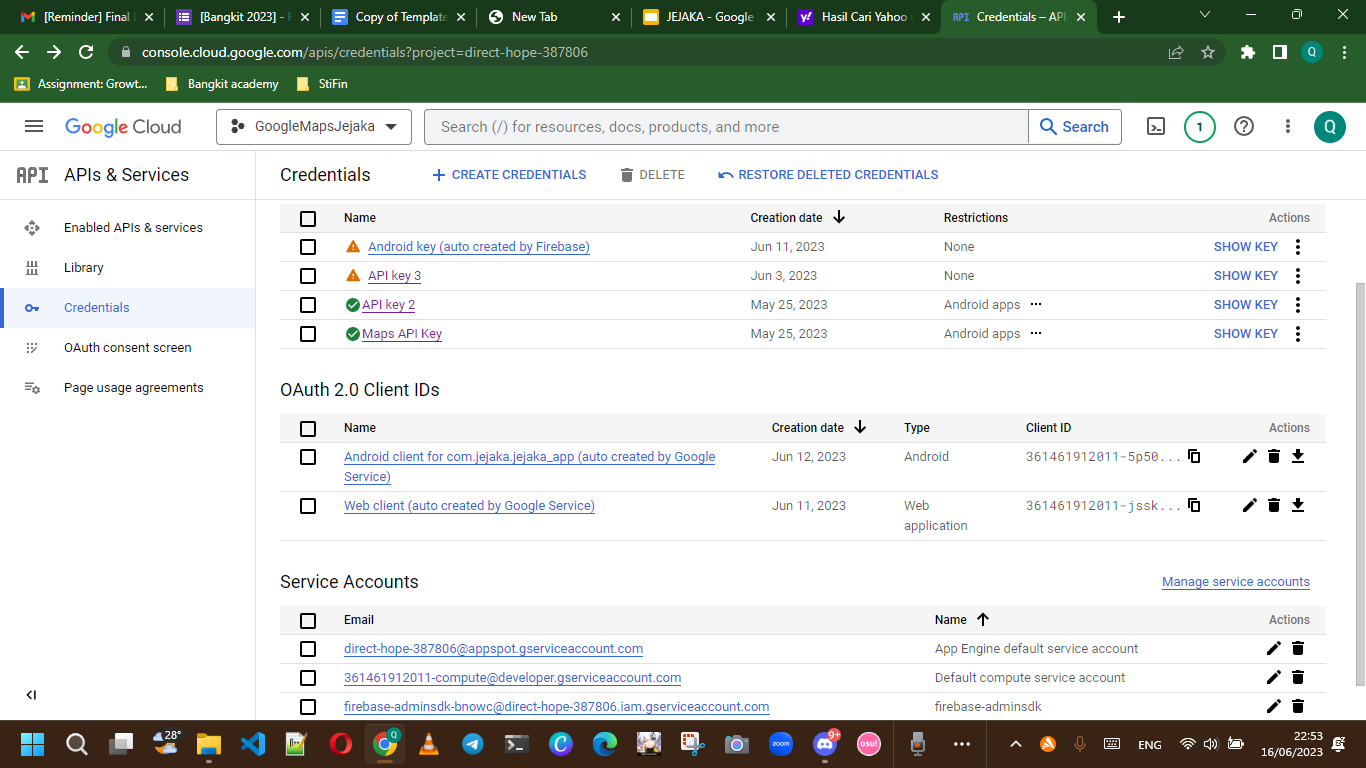 [Reminder] Final
[Bangkit 2023] - F
Copy of Template
New Tab
JEJAKA - Google
Hasil Cari Yahoo
Credentials – API
console.cloud.google.com/apis/credentials?project=direct-hope-387806
Q
Assignment: Growt...
Bangkit academy
StiFin
Google Cloud
GoogleMapsJejaka
Search (/) for resources, docs, products, and more
Search
1
Q
API
APIs & Services
Credentials
CREATE CREDENTIALS
DELETE
RESTORE DELETED CREDENTIALS
Enabled APIs & services
Library
Credentials
OAuth consent screen
Page usage agreements
Name Creation date Restrictions Actions
Android key (auto created by Firebase) Jun 11, 2023 None SHOW KEY
API key 3 Jun 3, 2023 None SHOW KEY
API key 2 May 25, 2023 Android apps ... SHOW KEY
Maps API Key May 25, 2023 Android apps ... SHOW KEY
OAuth 2.0 Client IDs
Name Creation date Type Client ID Actions
Android client for com.jejaka.jejaka_app (auto created by Google Jun 12, 2023 Android 361461912011-5p50...
Service)
Web client (auto created by Google Service) Jun 11, 2023 Web 361461912011-jssk...
application
Service Accounts
Manage service accounts
Email Name Actions
direct-hope-387806@appspot.gserviceaccount.com App Engine default service account
361461912011-compute@developer.gserviceaccount.com Default compute service account
firebase-adminsdk-bnowc@direct-hope-387806.iam.gserviceaccount.com firebase-adminsdk
28°
Q
zoom
9+
osu!
ENG
22:53
16/06/2023